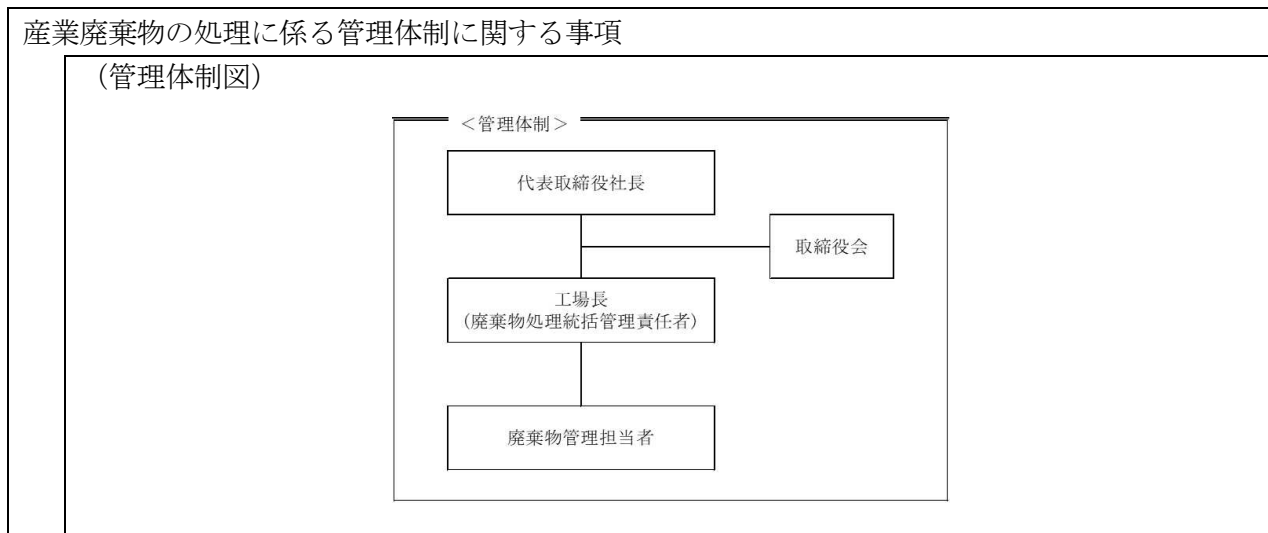 産業廃棄物の処理に係る管理体制に関する事項
（管理体制図）
＜管理体制＞
代表取締役社長
取締役会
工場長
（廃棄物処理統括管理責任者）
廃棄物管理担当者